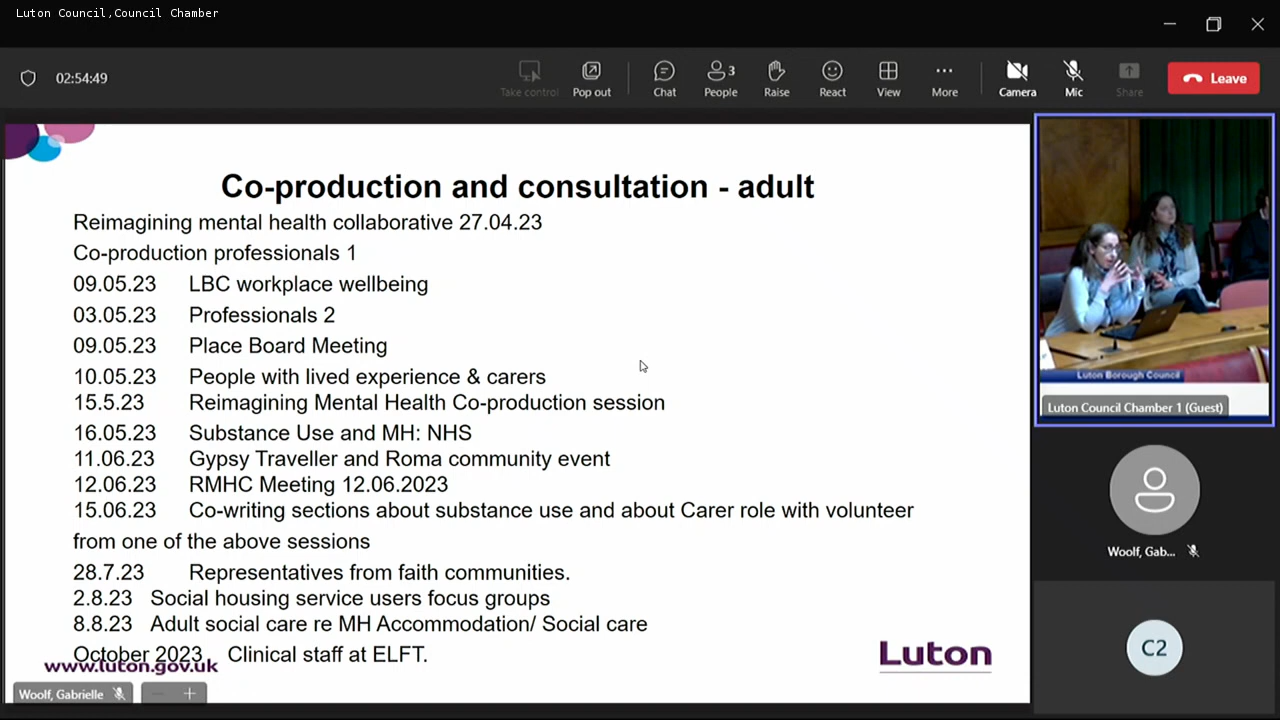 Luton Council,Council Chamber
02:54:49
Take control
Pop out
Chat
3
People
Raise
React
View
More
Camera
Mic
Share
Leave
Co-production and consultation - adult
Reimagining mental health collaborative 27.04.23
Co-production professionals 1
09.05.23 LBC workplace wellbeing
03.05.23 Professionals 2
09.05.23 Place Board Meeting
10.05.23 People with lived experience & carers
15.5.23 Reimagining Mental Health Co-production session
16.05.23 Substance Use and MH: NHS
11.06.23 Gypsy Traveller and Roma community event
12.06.23 RMHC Meeting 12.06.2023
15.06.23 Co-writing sections about substance use and about Carer role with volunteer
from one of the above sessions
28.7.23 Representatives from faith communities.
2.8.23 Social housing service users focus groups
8.8.23 Adult social care re MH Accommodation/ Social care
October 2023 Clinical staff at ELFT.
www.luton.gov.uk
Luton
Woolf, Gabrielle
Luton Borough Council
Luton Council Chamber 1 (Guest)
Woolf, Gab...
C2